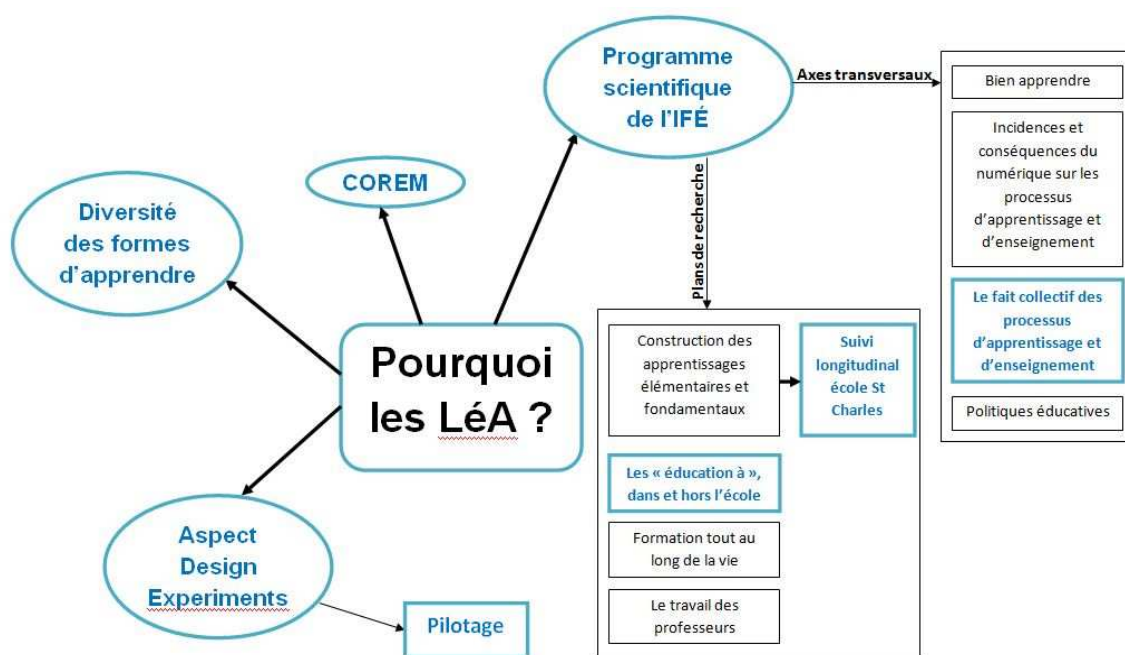 Programme
scientifique
de l'IFÉ
Axes transversaux
Bien apprendre
Incidences et
conséquences du
numérique sur les
processus
d'apprentissage et
d'enseignement
Le fait collectif des
processus
d'apprentissage et
d'enseignement
Politiques éducatives
COREM
Diversité
des formes
d'apprendre
Plans de recherche
Pourquoi
les LéA ?
Construction des
apprentissages
élémentaires et
fondamentaux
Suivi
longitudinal
école St
Charles
Les « éducation à »,
dans et hors l'école
Formation tout au
long de la vie
Le travail des
professeurs
Aspect
Design
Experiments
Pilotage